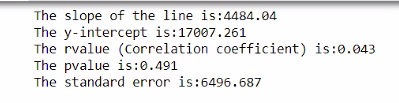 The slope of the line is:4484.04
The y-intercept is:17007.261
The rvalue (Correlation coefficient) is:0.043
The pvalue is:0.491
The standard error is:6496.687